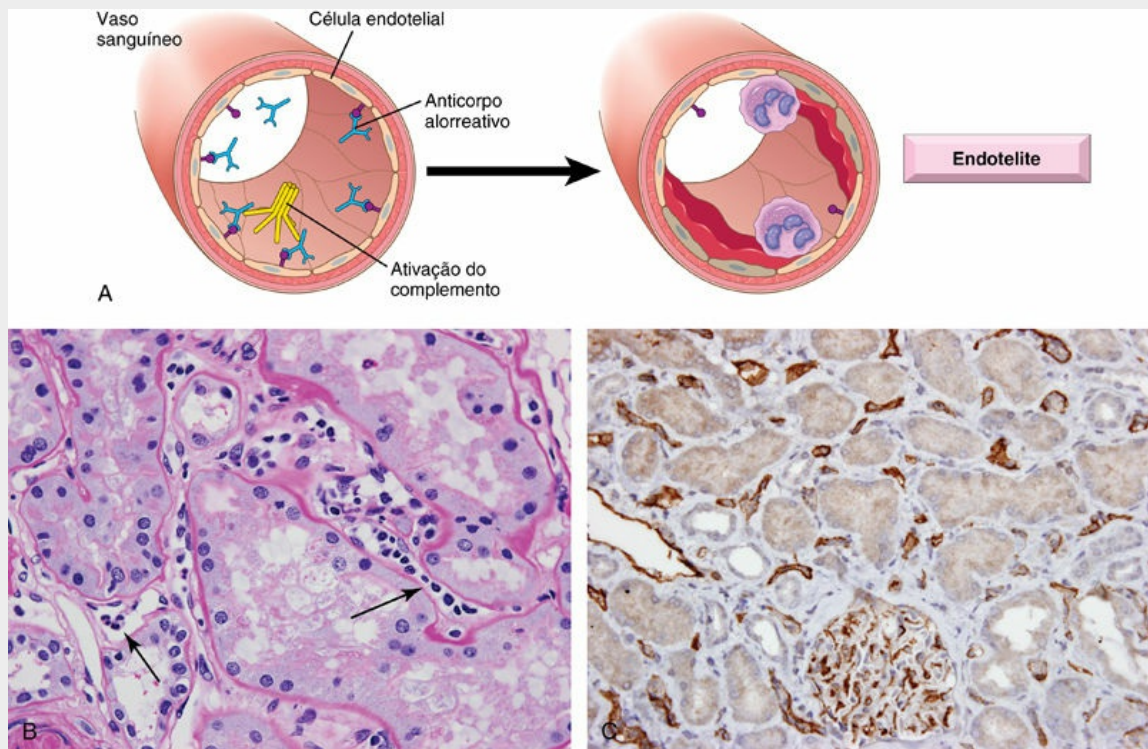 Vaso
sanguíneo
Célula endotelial
Anticorpo
alorreativo
Ativação do
complemento
Endotelite
A
B
C